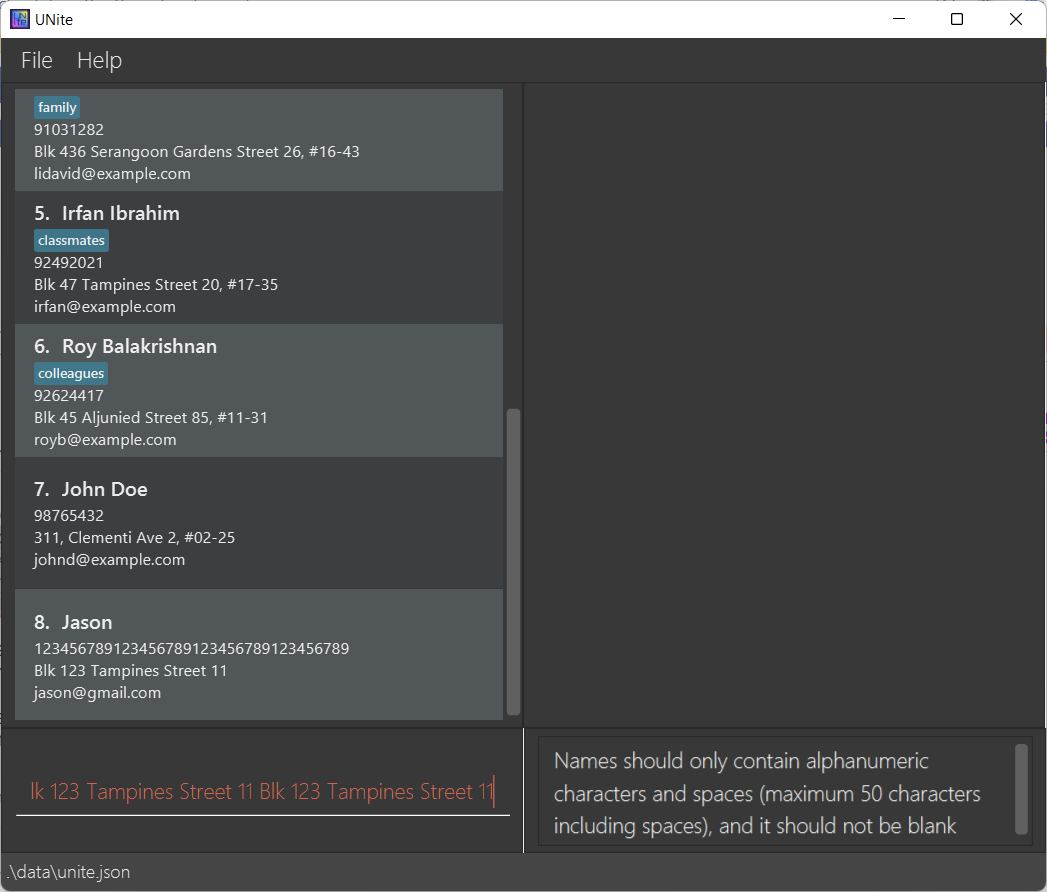 UNite
File Help
family
91031282
Blk 436 Serangoon Gardens Street 26, #16-43
lidavid@example.com
5. Irfan Ibrahim
classmates
92492021
Blk 47 Tampines Street 20, #17-35
irfan@example.com
6. Roy Balakrishnan
colleagues
92624417
Blk 45 Aljunied Street 85, #11-31
royb@example.com
7. John Doe
98765432
311, Clementi Ave 2, #02-25
johnd@example.com
8. Jason
123456789123456789123456789123456789
Blk 123 Tampines Street 11
jason@gmail.com
lk 123 Tampines Street 11 Blk 123 Tampines Street 11
Names should only contain alphanumeric
characters and spaces (maximum 50 characters
including spaces), and it should not be blank
.\data\unite.json